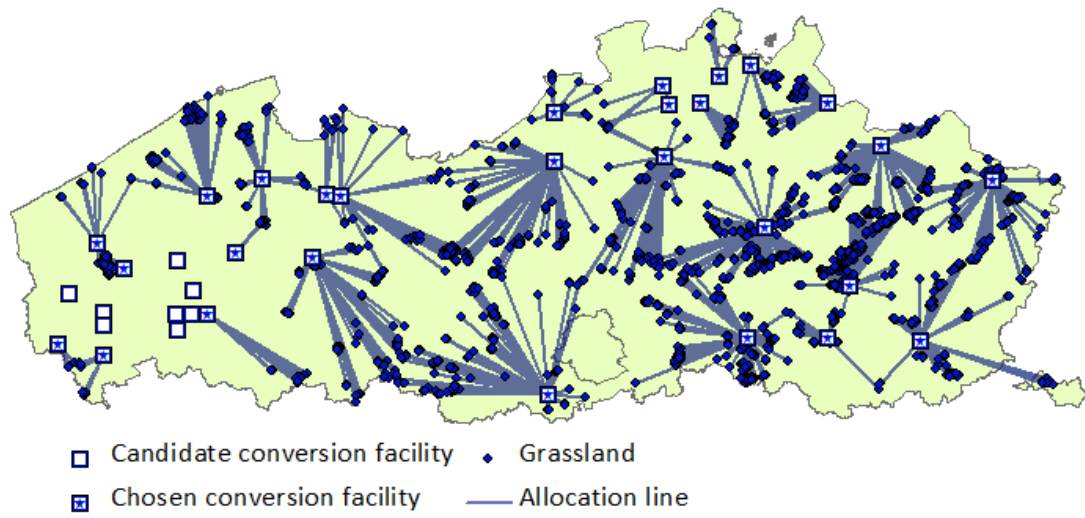 Candidate conversion facility
Grassland
Chosen conversion facility
Allocation line